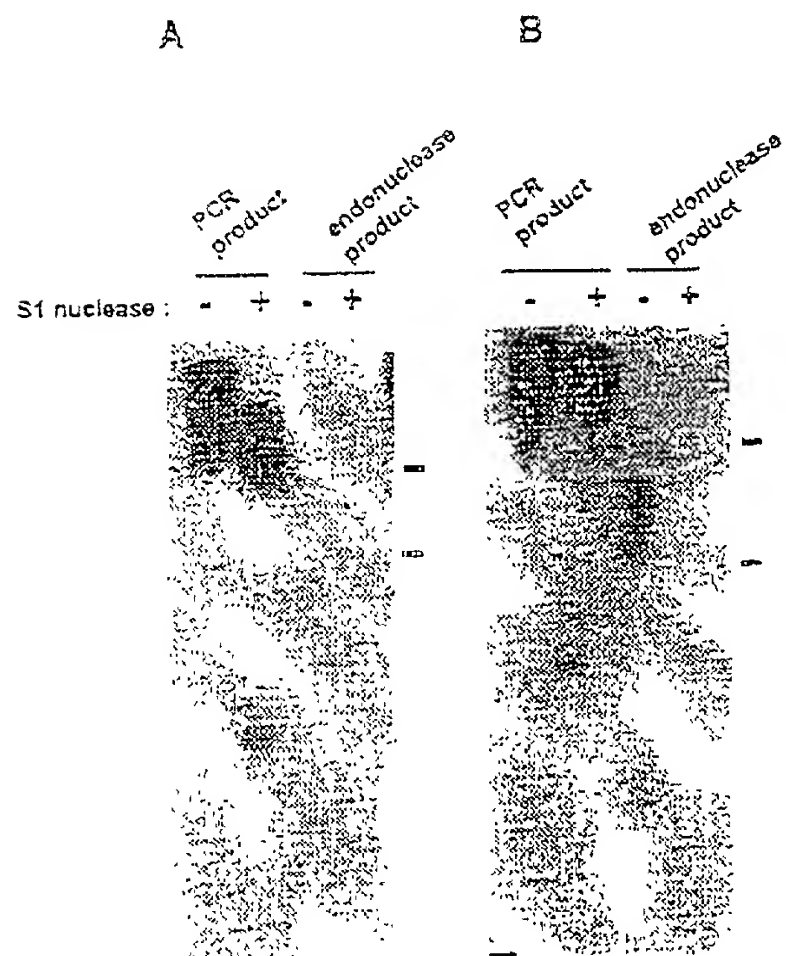 A
B
PCR
product
endonuclease
product
PCR
product
endonuclease
product
S1 nuclease : - + - +
- + - +